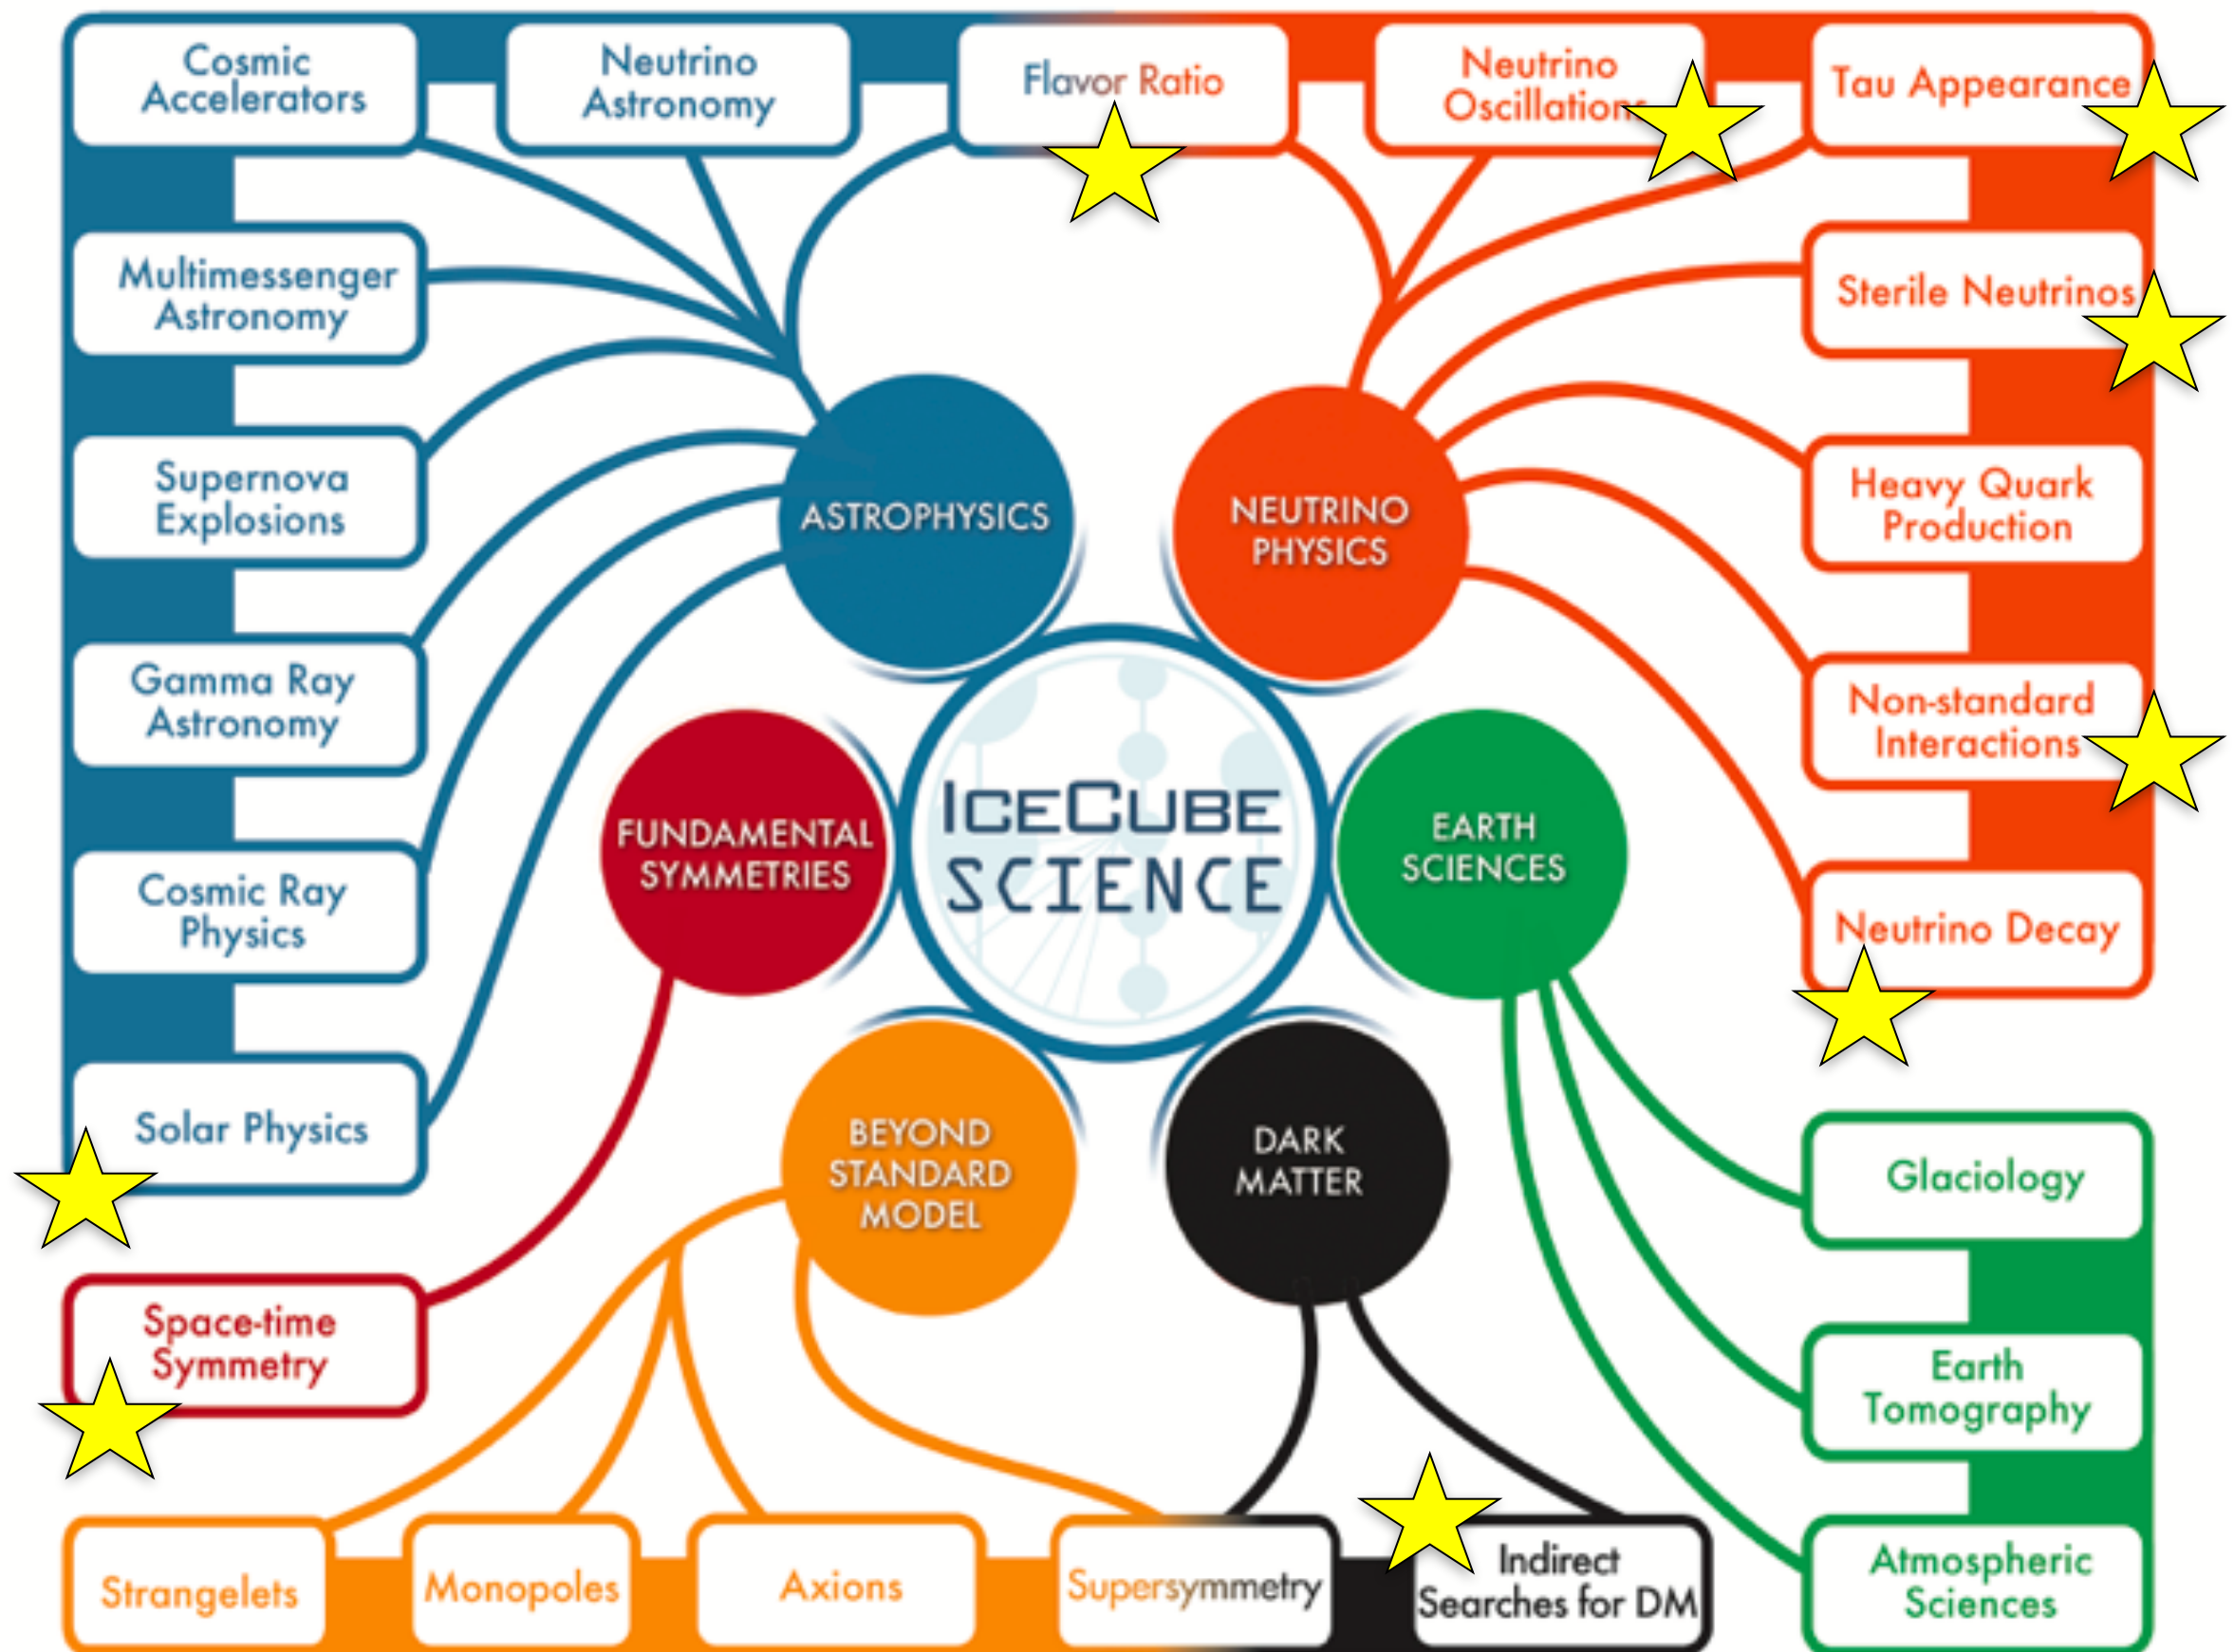 Cosmic
Accelerators
Neutrino
Astronomy
Flavor Ratio
Neutrino
Oscillations
Tau Appearance
Multimessenger
Astronomy
Sterile Neutrinos
Supernova
Explosions
Heavy Quark
Production
ASTROPHYSICS
NEUTRINO
PHYSICS
Gamma Ray
Astronomy
Non-standard
Interactions
FUNDAMENTAL
SYMMETRIES
ICECUBE
SCIENCE
EARTH
SCIENCES
Cosmic Ray
Physics
Neutrino Decay
Solar Physics
BEYOND
STANDARD
MODEL
DARK
MATTER
Glaciology
Space-time
Symmetry
Earth
Tomography
Strangelets
Monopoles
Axions
Supersymmetry
Indirect
Searches for DM
Atmospheric
Sciences